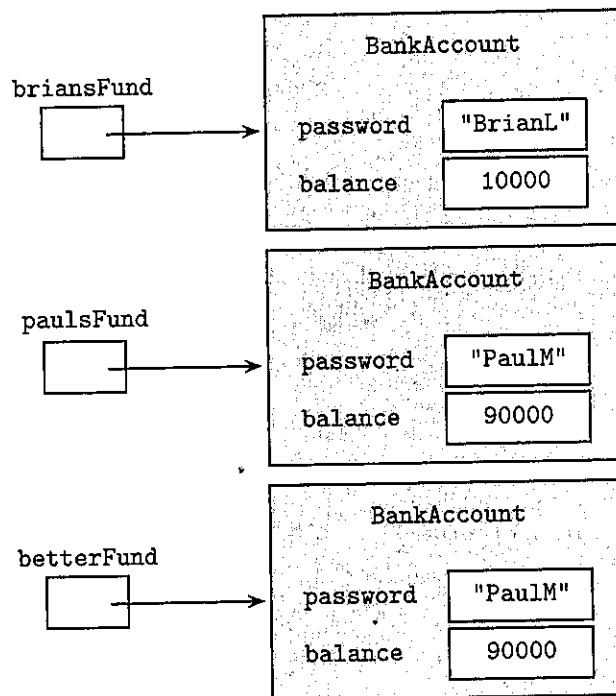 BankAccount
briansFund
password "BrianL"
balance 10000
BankAccount
paulsFund
password "PaulM"
balance 90000
BankAccount
betterFund
password "PaulM"
balance 90000